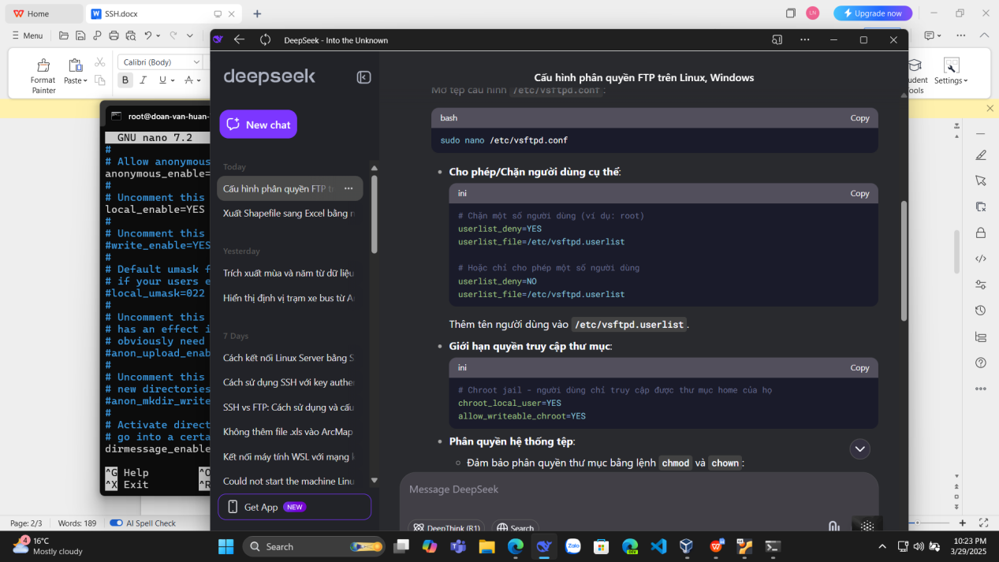 Home
SSH.docx
LN
Upgrade now
Menu
Format
Painter
Paste
Calibri (Body)
B I U A
Settings
ools
DeepSeek - Into the Unknown
deepseek
New chat
Today
Cấu hình phân quyền FTP
Xuất Shapefile sang Excel bằng
Yesterday
Trích xuất mùa và năm từ dữ liệu
Hiển thị định vị trạm xe bus từ
7 Days
Cách kết nối Linux Server bằng
Cách sử dụng SSH với key
SSH vs FTP: Cách sử dụng và
Không thêm file .xls vào ArcMap
Kết nối máy tính WSL với mạng
Could not start the machine
Get App NEW
root@doan-van-huan-
GNU nano 7.2
#
# Allow anonymous
anonymous_enable=
#
# Uncomment this
local_enable=YES
#
# Uncomment this
#write_enable=YES
#
# Default umask f
# if your users e
#local_umask=022
#
# Uncomment this
# has an effect i
# obviously need
#anon_upload_enab
#
# Uncomment this
# new directories
#anon_mkdir_write
#
# Activate direct
# go into a certa
dirmessage_enable
^G Help ^O
^X Exit ^R
Cấu hình phân quyền FTP trên Linux, Windows
Mở tệp cấu hình /etc/vsftpd.conf:
bash Copy
sudo nano /etc/vsftpd.conf
• Cho phép/Chặn người dùng cụ thể:
ini Copy
# Chặn một số người dùng (ví dụ: root)
userlist_deny=YES
userlist_file=/etc/vsftpd.userlist
# Hoặc chỉ cho phép một số người dùng
userlist_deny=NO
userlist_file=/etc/vsftpd.userlist
Thêm tên người dùng vào /etc/vsftpd.userlist.
• Giới hạn quyền truy cập thư mục:
ini Copy
# Chroot jail - người dùng chỉ truy cập được thư mục home của họ
chroot_local_user=YES
allow_writeable_chroot=YES
• Phân quyền hệ thống tệp:
○ Đảm bảo phân quyền thư mục bằng lệnh chmod và chown:
Message DeepSeek
DeepThink (R1) Search
Page: 2/3 Words: 189 AI Spell Check
4
16°C
Mostly cloudy
Search
Zalo
DEV
10:23 PM
3/29/2025